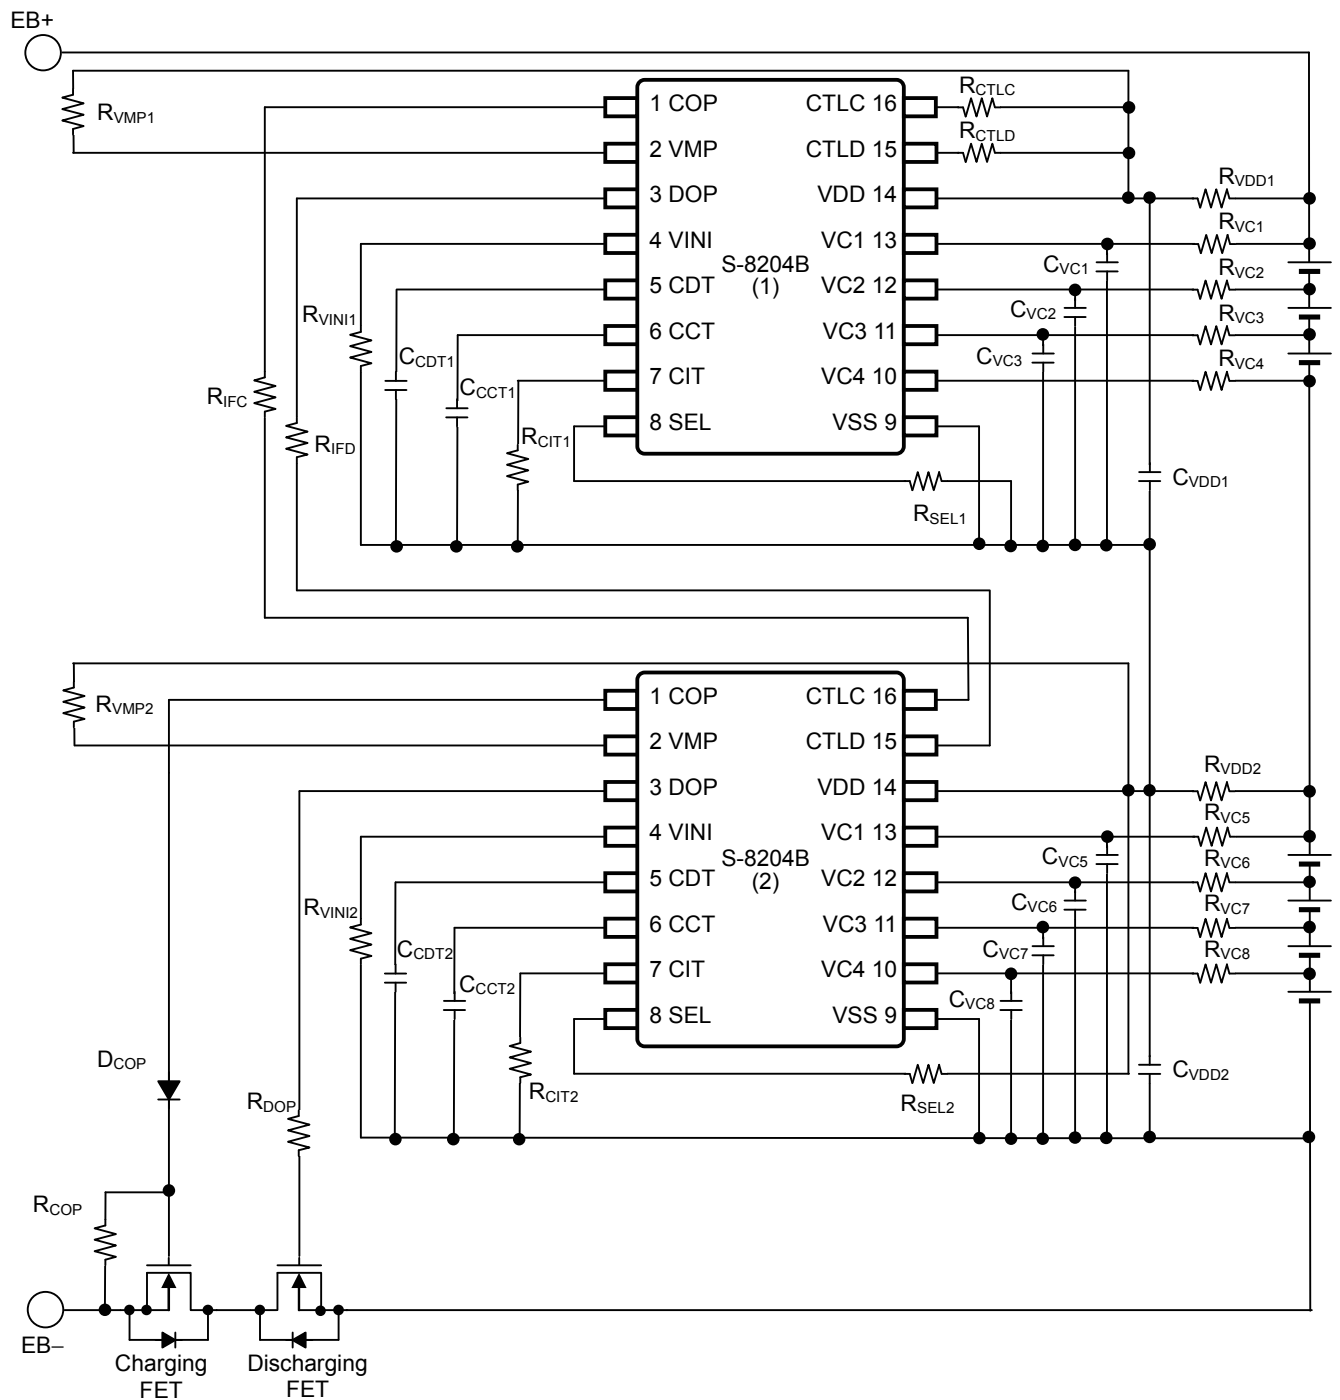 EB+
RVMP1
1 COP
CTLC 16
RCTLC
2 VMP
CTLD 15
RCTLD
3 DOP
VDD 14
RVDD1
4 VINI
VC1 13
RVC1
S-8204B
(1)
5 CDT
VC2 12
CVC1
RVC2
RVINI1
6 CCT
VC3 11
CVC2
RVC3
CCDT1
7 CIT
VC4 10
CVC3
RVC4
RIFC
CCCT1
8 SEL
VSS 9
RIFD
RCIT1
RSEL1
CVDD1
RVMP2
1 COP
CTLC 16
2 VMP
CTLD 15
3 DOP
VDD 14
RVDD2
4 VINI
VC1 13
RVC5
S-8204B
(2)
5 CDT
VC2 12
CVC5
RVC6
RVINI2
6 CCT
VC3 11
CVC6
RVC7
CCDT2
7 CIT
VC4 10
CVC7
RVC8
CCCT2
8 SEL
VSS 9
CVC8
DCOP
RDOP
RCIT2
RSEL2
CVDD2
RCOP
EB−
Charging
FET
Discharging
FET